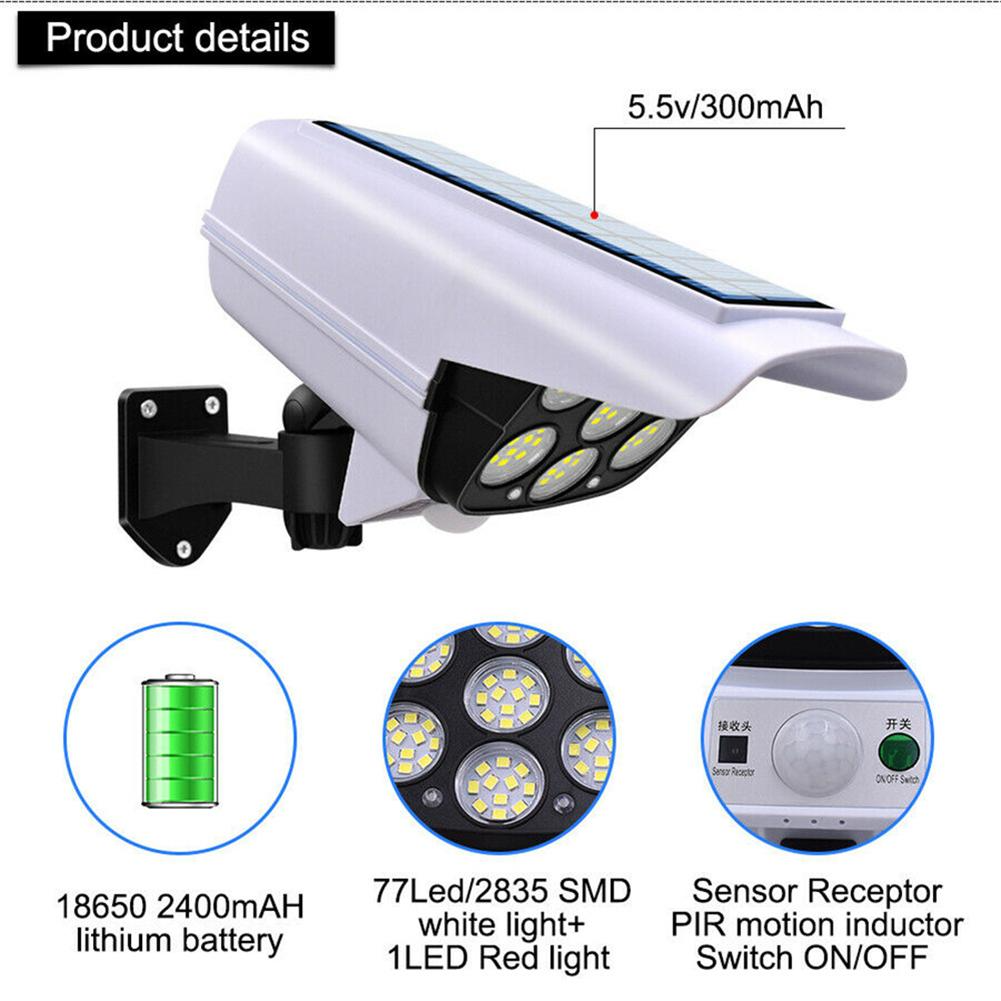 Product details
5.5v/300mAh
接收头
开关
Sensor Receptor
ON/OFF Switch
18650 2400mAH
lithium battery
77Led/2835 SMD
white light+
1LED Red light
Sensor Receptor
PIR motion inductor
Switch ON/OFF